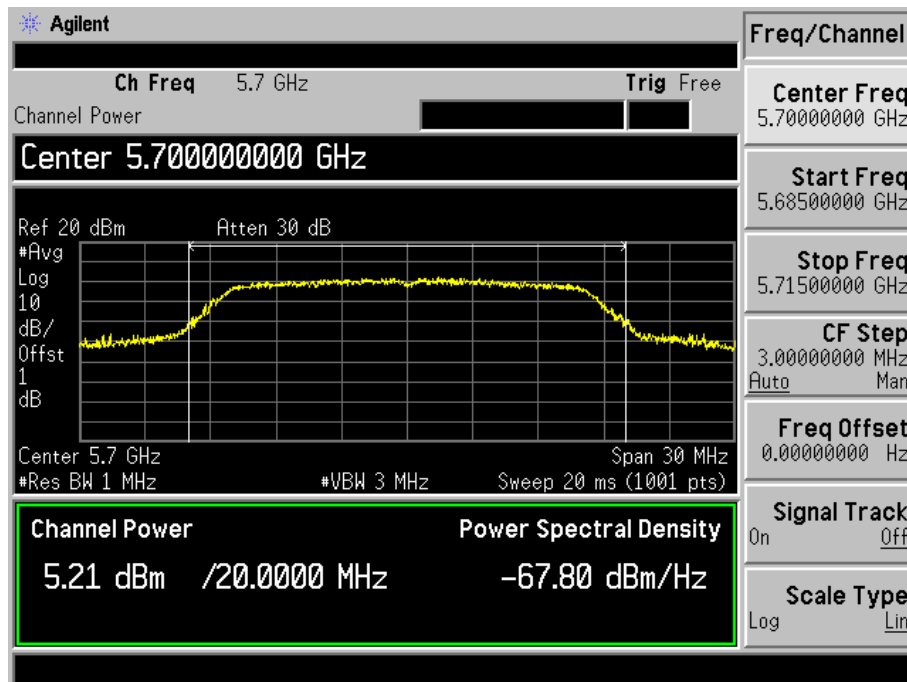 Agilent
Freq/Channel
Ch Freq 5.7 GHz Trig Free
Channel Power
Center 5.700000000 GHz
Ref 20 dBm Atten 30 dB
#Avg
Log
10
dB/
Offst
1
dB
Center 5.7 GHz Span 30 MHz
#Res BW 1 MHz #VBW 3 MHz Sweep 20 ms (1001 pts)
Channel Power Power Spectral Density
5.21 dBm /20.0000 MHz -67.80 dBm/Hz
Center Freq
5.70000000 GHz
Start Freq
5.68500000 GHz
Stop Freq
5.71500000 GHz
CF Step
3.00000000 MHz
Auto Man
Freq Offset
0.00000000 Hz
Signal Track
On Off
Scale Type
Log Lin